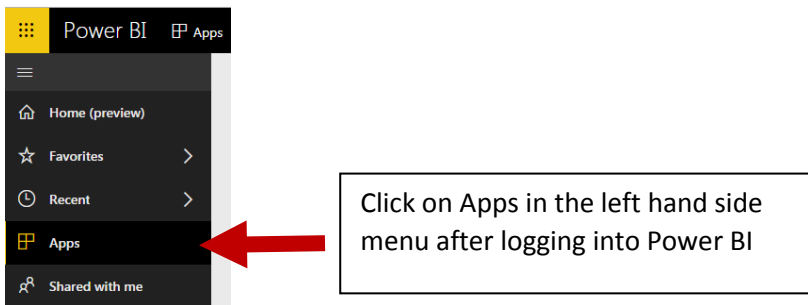 Power BI Apps
Home (preview)
Favorites
Recent
Apps
Shared with me
Click on Apps in the left hand side
menu after logging into Power BI